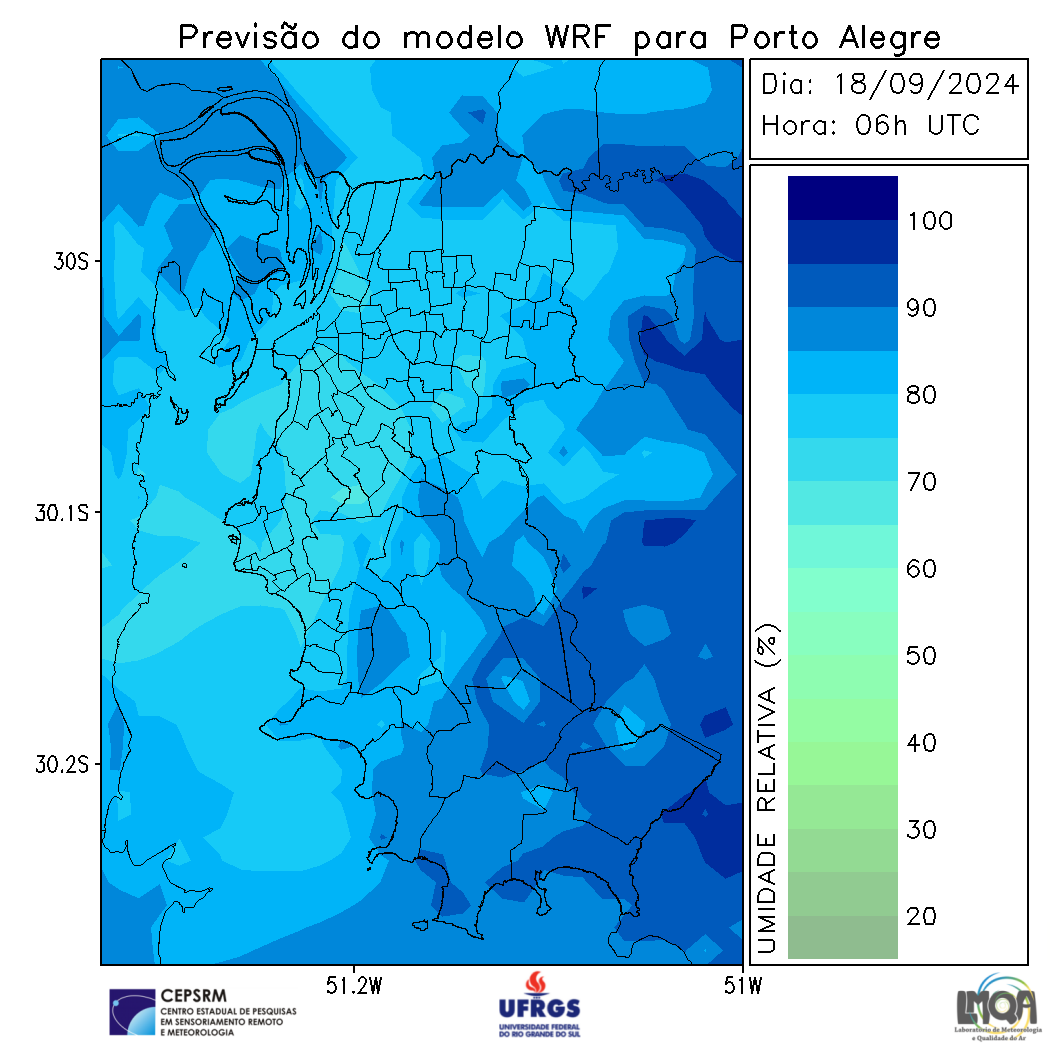 Previsão do modelo WRF para Porto Alegre
Dia: 18/09/2024
Hora: 06h UTC
100
90
80
70
60
50
40
30
20
UMIDADE RELATIVA (%)
30S
30.1S
30.2S
51.2W
51W
CEPSRM
CENTRO ESTADUAL DE PESQUISAS
EM SENSORIAMENTO REMOTO
E METEOROLOGIA
UFRGS
UNIVERSIDADE FEDERAL
DO RIO GRANDE DO SUL
LMQA
Laboratório de Meteorologia
e Qualidade do Ar